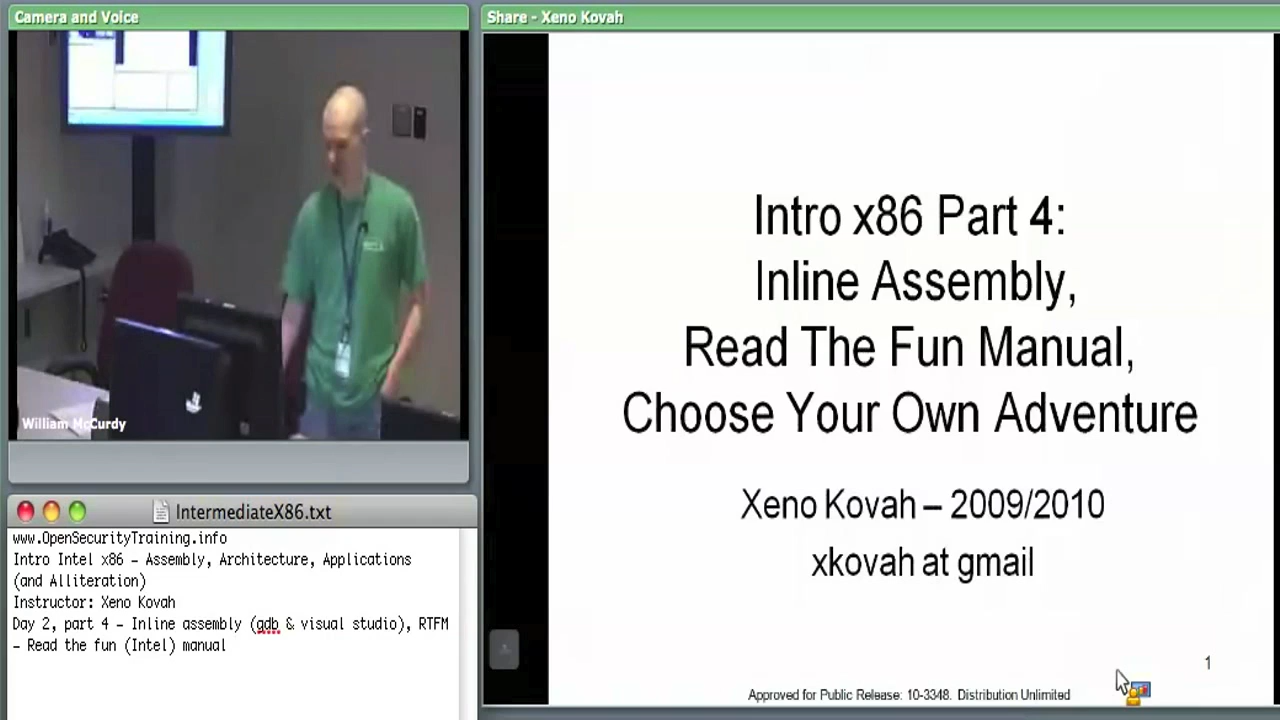 Camera and Voice
William McCurdy
IntermediateX86.txt
www.OpenSecurityTraining.info
Intro Intel x86 – Assembly, Architecture, Applications
(and Alliteration)
Instructor: Xeno Kovah
Day 2, part 4 – Inline assembly (gdb & visual studio), RTFM
– Read the fun (Intel) manual
Share - Xeno Kovah
Intro x86 Part 4:
Inline Assembly,
Read The Fun Manual,
Choose Your Own Adventure
Xeno Kovah – 2009/2010
xkovah at gmail
1
Approved for Public Release: 10-3348. Distribution Unlimited